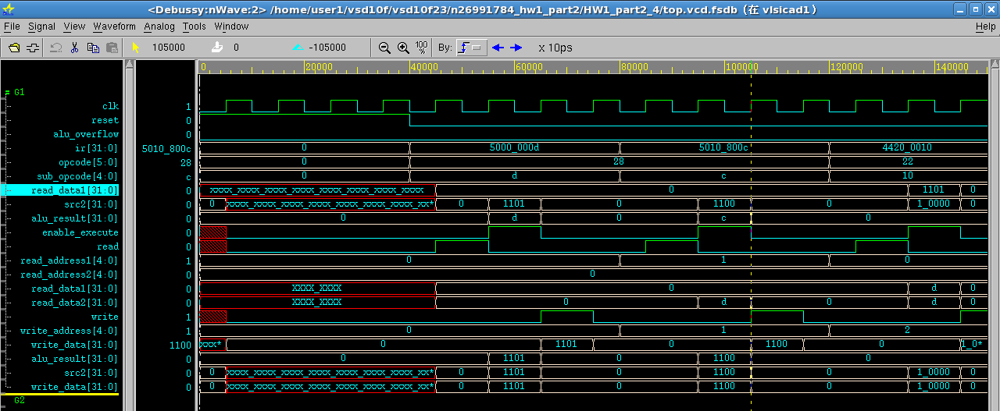 <Debussy:nWave:2> /home/user1/vsd10f/vsd10f23/n26991784_hw1_part2/HW1_part2_4/top.vcd.fsdb (在 vlsicad1)
File Signal View Waveform Analog Tools Window Help
105000 0 -105000 100% By: x 10ps
0 20000 40000 60000 80000 100000 120000 140000
G1
clk 1
reset 0
alu_overflow 0
ir[31:0] 5010_800c 0 5000_000d 5010_800c 4420_0010
opcode[5:0] 28 0 28 22
sub_opcode[4:0] c 0 d c 10
read_data1[31:0] 0 xxxx_xxxx_xxxx_xxxx_xxxx_xxxx_xxxx_xxxx 0 1101 0
src2[31:0] 0 0 xxxx_xxxx_xxxx_xxxx_xxxx_xxxx_xxxx_xx* 0 1101 0 1100 0 1_0000 0
alu_result[31:0] 0 0 d 0 c 0
enable_execute 0
read 0
read_address1[4:0] 1 0 1 0
read_address2[4:0] 0 0
read_data1[31:0] 0 XXXX_XXXX 0 d 0
read_data2[31:0] 0 XXXX_XXXX 0 d 0 d 0
write 1
write_address[4:0] 1 0 1 2
write_data[31:0] 1100 xxx* 0 1101 0 1100 0 1_0*
alu_result[31:0] 0 0 1101 0 1100 0
src2[31:0] 0 0 xxxx_xxxx_xxxx_xxxx_xxxx_xxxx_xxxx_xx* 0 1101 0 1100 0 1_0000 0
write_data[31:0] 0 0 xxxx_xxxx_xxxx_xxxx_xxxx_xxxx_xxxx_xx* 0 1101 0 1100 0 1_0000 0
G2